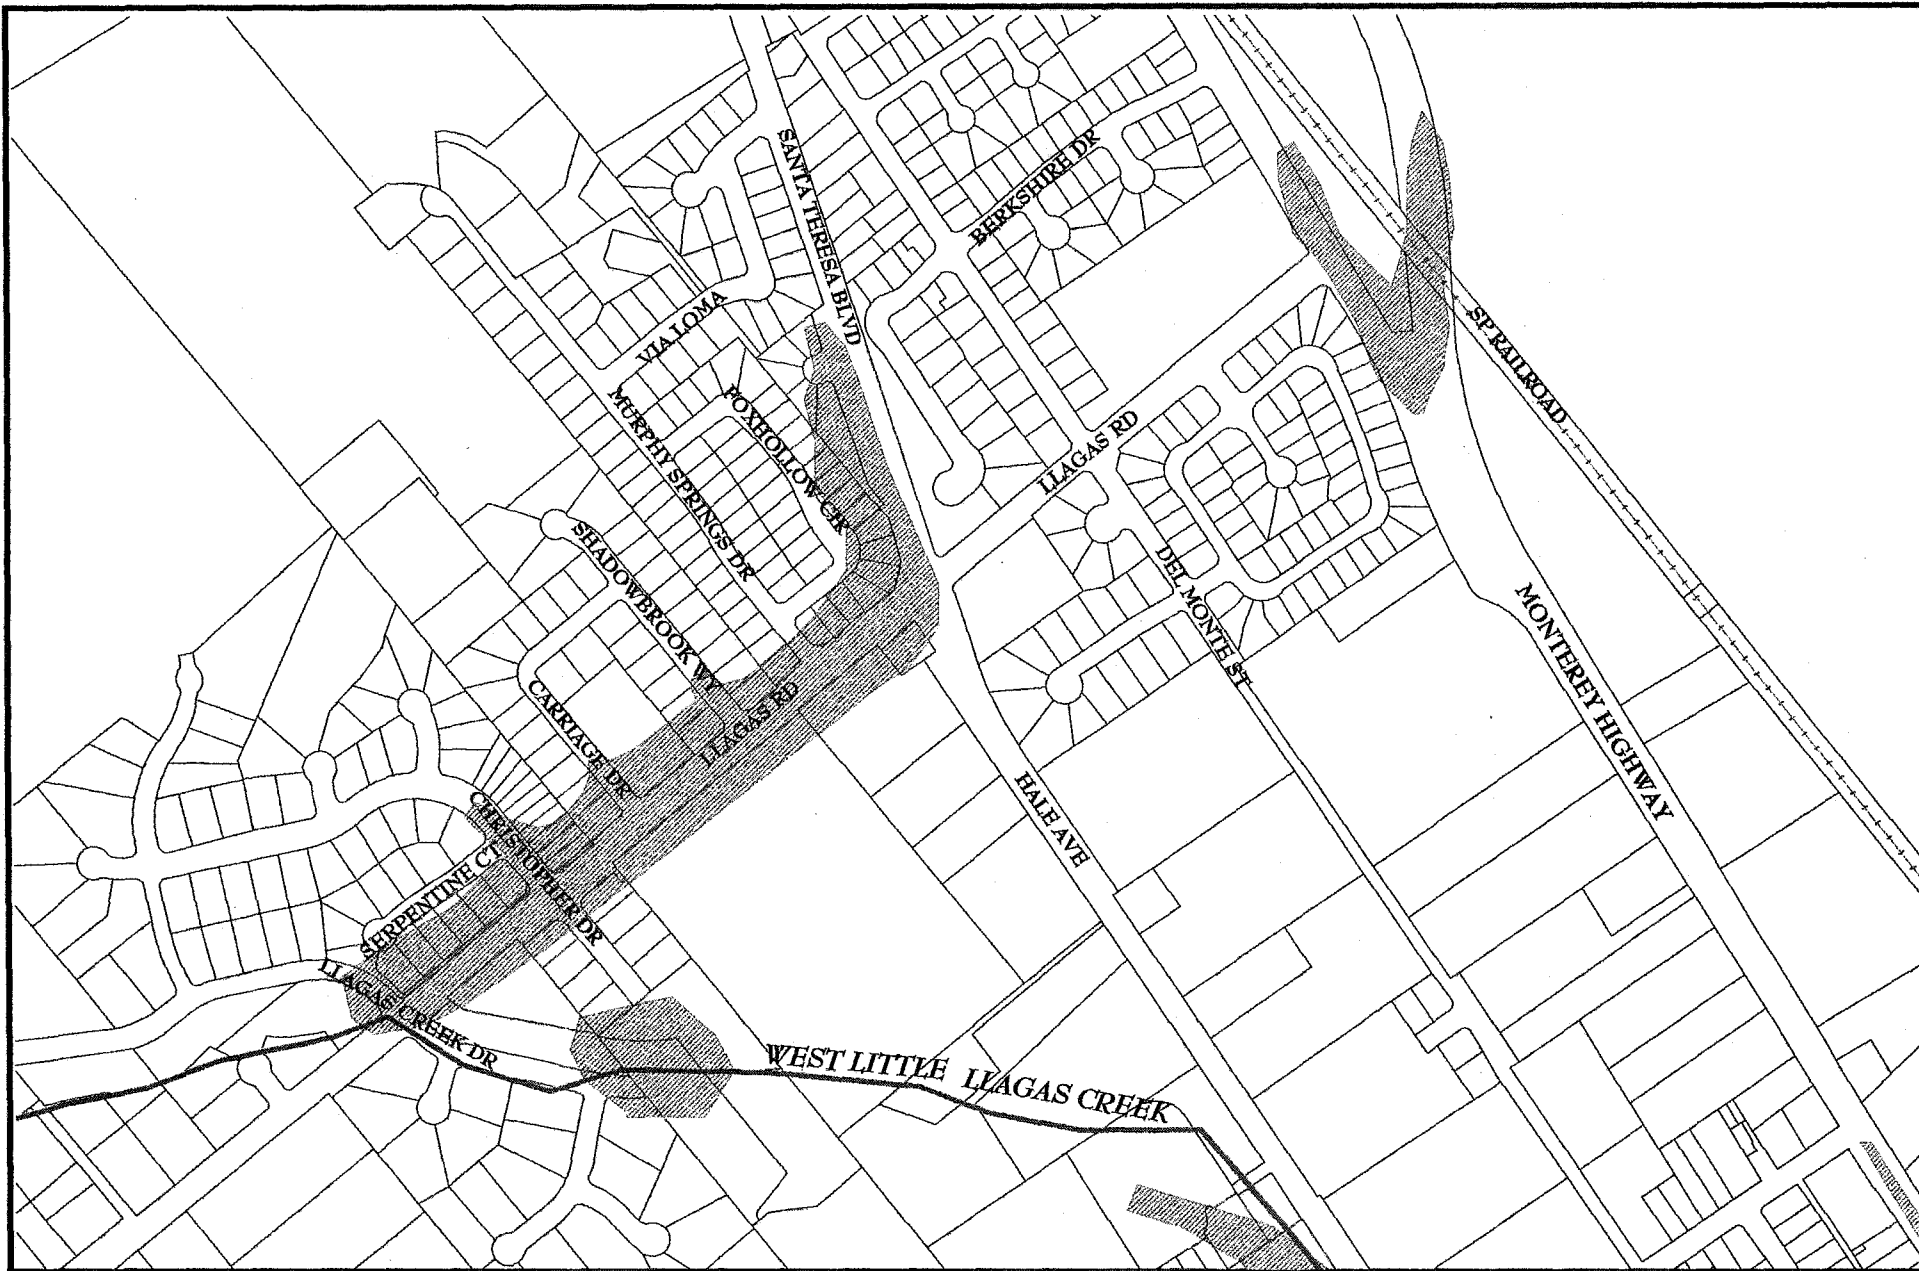 SANTA TERESA BLVD
BERKSHIRE DR
VIA LOMA
SP RAILROAD
FOXHOLLOW CIR
MURPHY SPRINGS DR
LLAGAS RD
SHADOWBROOK WY
DEL MONTE ST
MONTEREY HIGHWAY
CARRIAGE DR
LLAGAS RD
HALE AVE
CHRISTOPHER DR
SERPENTINE CT
LLAGAS CREEK DR
WEST LITTLE LLAGAS CREEK